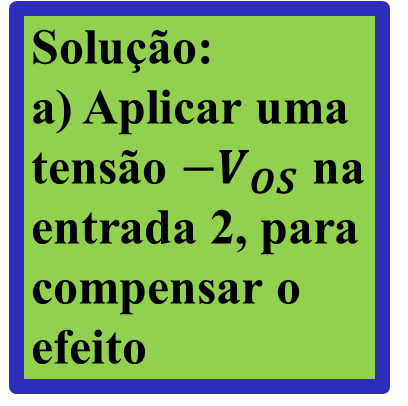 Solução:
a) Aplicar uma
tensão −V_OS na
entrada 2, para
compensar o
efeito